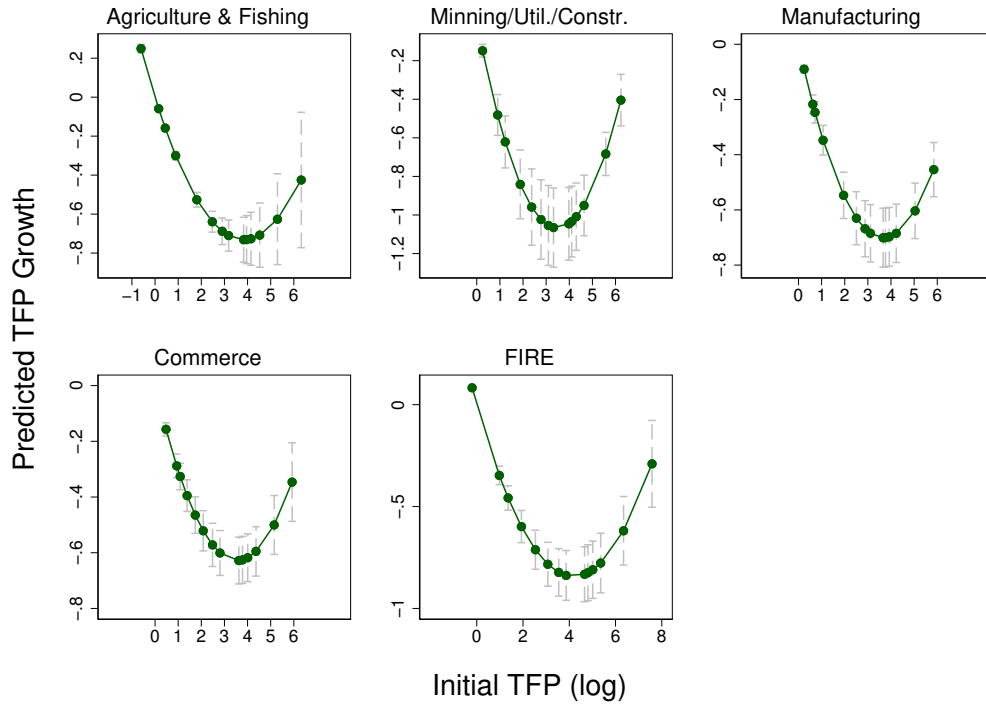 Agriculture & Fishing
Minning/Util./Constr.
Manufacturing
.2
0
−.2
−.4
−.6
−.8
−1 0 1 2 3 4 5 6
−.2
−.4
−.6
−.8
−1
−1.2
0 1 2 3 4 5 6
0
−.2
−.4
−.6
−.8
0 1 2 3 4 5 6
Predicted TFP Growth
Commerce
FIRE
0
−.2
−.4
−.6
−.8
0 1 2 3 4 5 6
0
−.5
−1
0 2 4 6 8
Initial TFP (log)